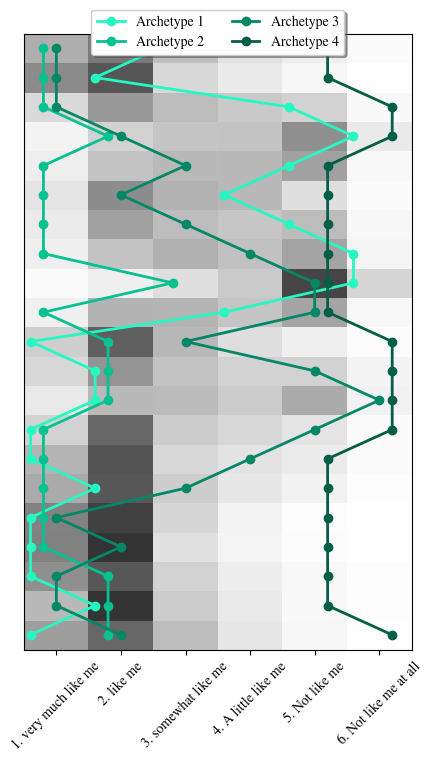 Archetype 1
Archetype 2
Archetype 3
Archetype 4
1. very much like me
2. like me
3. somewhat like me
4. A little like me
5. Not like me
6. Not like me at all